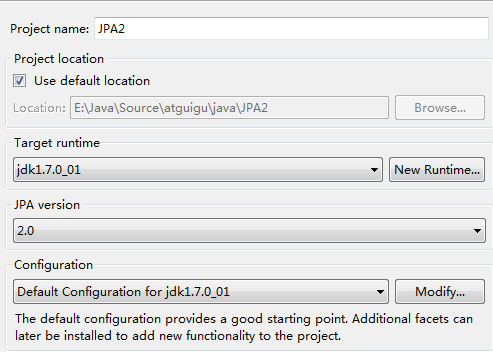 Project name: JPA2
Project location
Use default location
Location: E:\Java\Source\atguigu\java\JPA2 Browse...
Target runtime
jdk1.7.0_01 New Runtime...
JPA version
2.0
Configuration
Default Configuration for jdk1.7.0_01 Modify...
The default configuration provides a good starting point. Additional facets can
later be installed to add new functionality to the project.